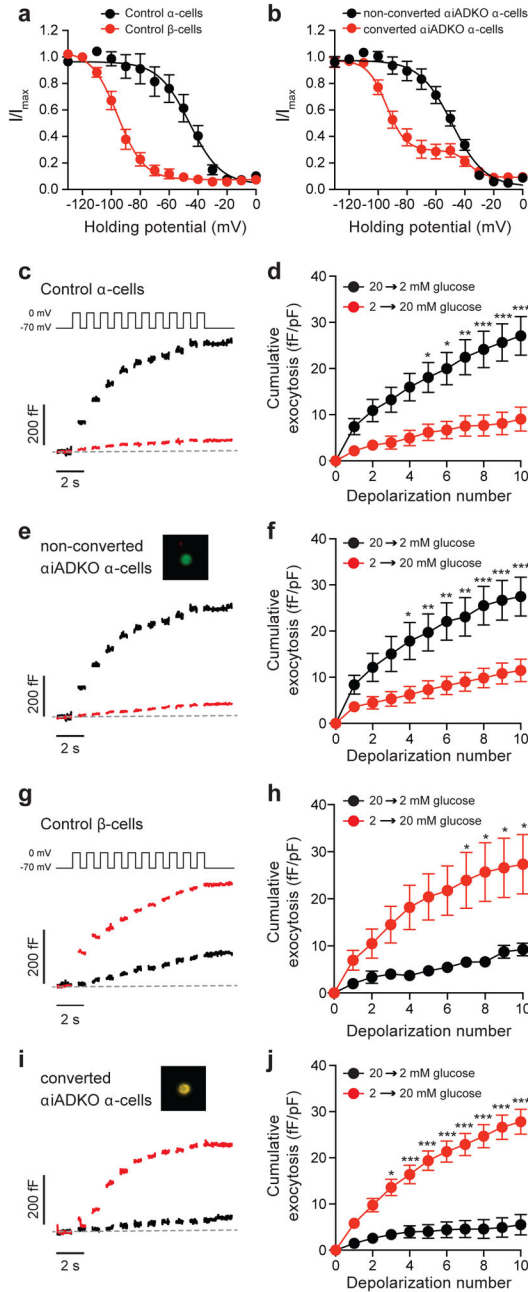 a
Control α-cells
Control β-cells
I/Imax
1.0
0.8
0.6
0.4
0.2
0.0
-120 -100 -80 -60 -40 -20 0
Holding potential (mV)
b
non-converted αiADKO α-cells
converted αiADKO α-cells
I/Imax
1.0
0.8
0.6
0.4
0.2
0.0
-120 -100 -80 -60 -40 -20 0
Holding potential (mV)
c
Control α-cells
0 mV
-70 mV
200 fF
2 s
d
20 → 2 mM glucose
2 → 20 mM glucose
Cumulative
exocytosis (fF/pF)
40
30
20
10
0
* * ** *** *** ***
0 2 4 6 8 10
Depolarization number
e
non-converted
αiADKO α-cells
200 fF
2 s
f
20 → 2 mM glucose
2 → 20 mM glucose
Cumulative
exocytosis (fF/pF)
40
30
20
10
0
* ** ** ** *** *** ***
0 2 4 6 8 10
Depolarization number
g
Control β-cells
0 mV
-70 mV
200 fF
2 s
h
20 → 2 mM glucose
2 → 20 mM glucose
Cumulative
exocytosis (fF/pF)
40
30
20
10
0
* * * *
0 2 4 6 8 10
Depolarization number
i
converted
αiADKO α-cells
200 fF
2 s
j
20 → 2 mM glucose
2 → 20 mM glucose
Cumulative
exocytosis (fF/pF)
40
30
20
10
0
* *** *** *** *** *** *** ***
0 2 4 6 8 10
Depolarization number